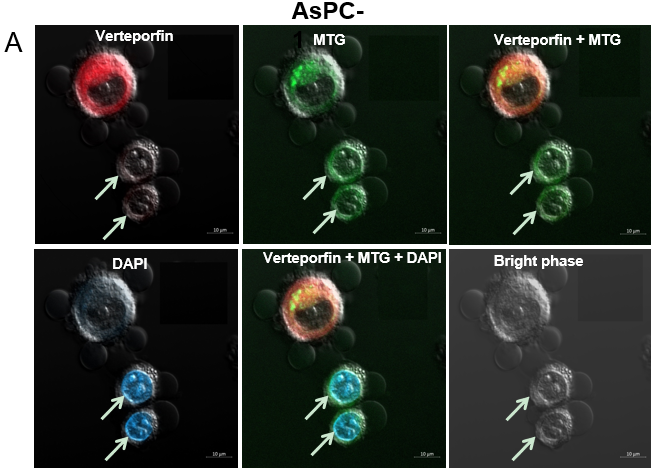 AsPC-
1
A
Verteporfin
MTG
Verteporfin + MTG
10 µm
10 µm
10 µm
DAPI
Verteporfin + MTG + DAPI
Bright phase
10 µm
10 µm
10 µm